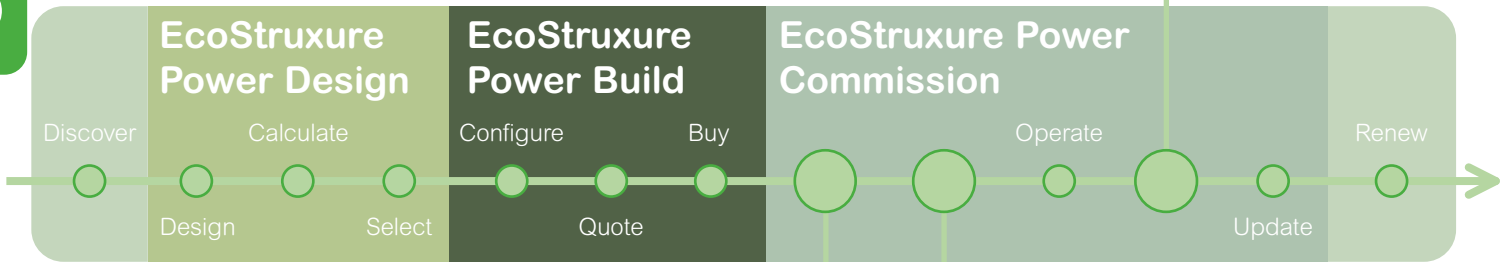 EcoStruxure
Power Design
EcoStruxure
Power Build
EcoStruxure Power
Commission
Discover
Calculate
Configure
Buy
Operate
Renew
Design
Select
Quote
Update